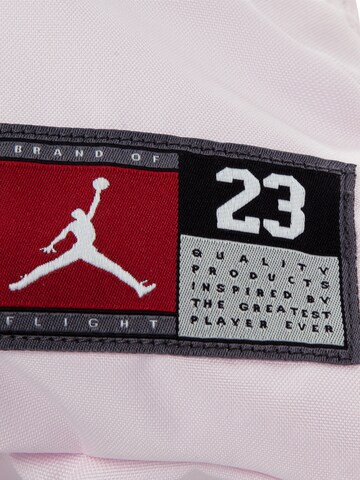 BRAND OF
FLIGHT
23
QUALITY
PRODUCTS
INSPIRED BY
THE GREATEST
PLAYER EVER